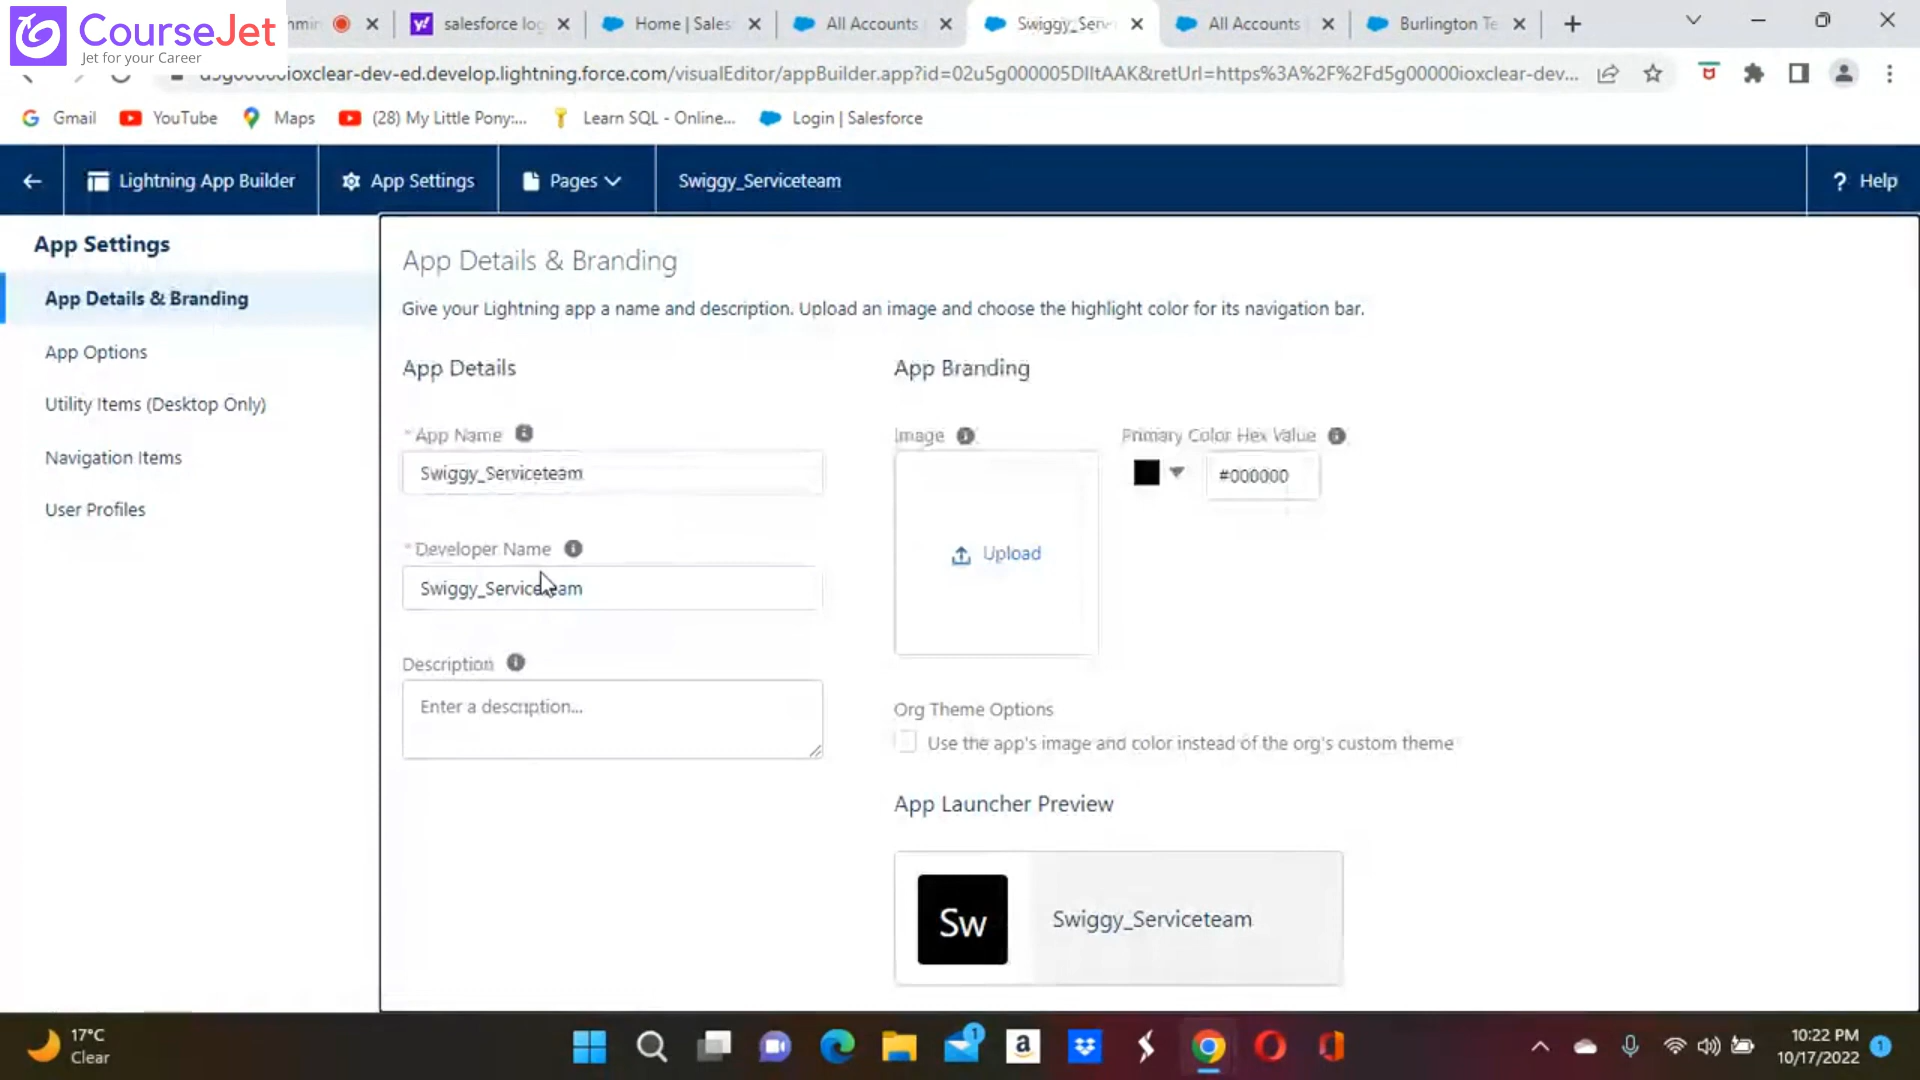 CourseJet
Jet for your Career
salesforce log
Home | Sales
All Accounts
Swiggy_Serv
All Accounts
Burlington Te
d5g00000ioxclear-dev-ed.develop.lightning.force.com/visualEditor/appBuilder.app?id=02u5g000005DIItAAK&retUrl=https%3A%2F%2Fd5g00000ioxclear-dev...
Gmail
YouTube
Maps
(28) My Little Pony:...
Learn SQL - Online...
Login | Salesforce
Lightning App Builder
App Settings
Pages
Swiggy_Serviceteam
? Help
App Settings
App Details & Branding
App Options
Utility Items (Desktop Only)
Navigation Items
User Profiles
App Details & Branding
Give your Lightning app a name and description. Upload an image and choose the highlight color for its navigation bar.
App Details
* App Name
Swiggy_Serviceteam
* Developer Name
Swiggy_Serviceteam
Description
Enter a description...
App Branding
Image
Upload
Primary Color Hex Value
#000000
Org Theme Options
Use the app's image and color instead of the org's custom theme
App Launcher Preview
Sw
Swiggy_Serviceteam
17°C
Clear
1
a
10:22 PM
10/17/2022
1